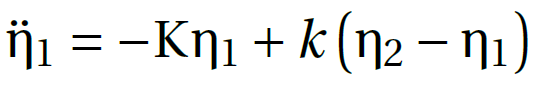 η̈₁ = −Kη₁ + k(η₂ − η₁)